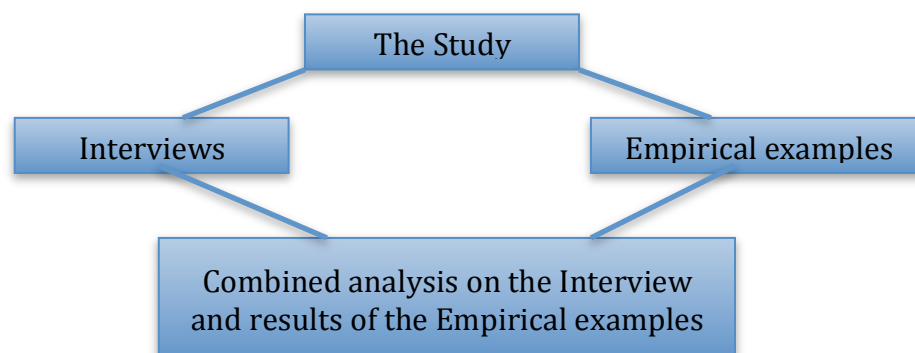 The Study
Interviews
Empirical examples
Combined analysis on the Interview
and results of the Empirical examples